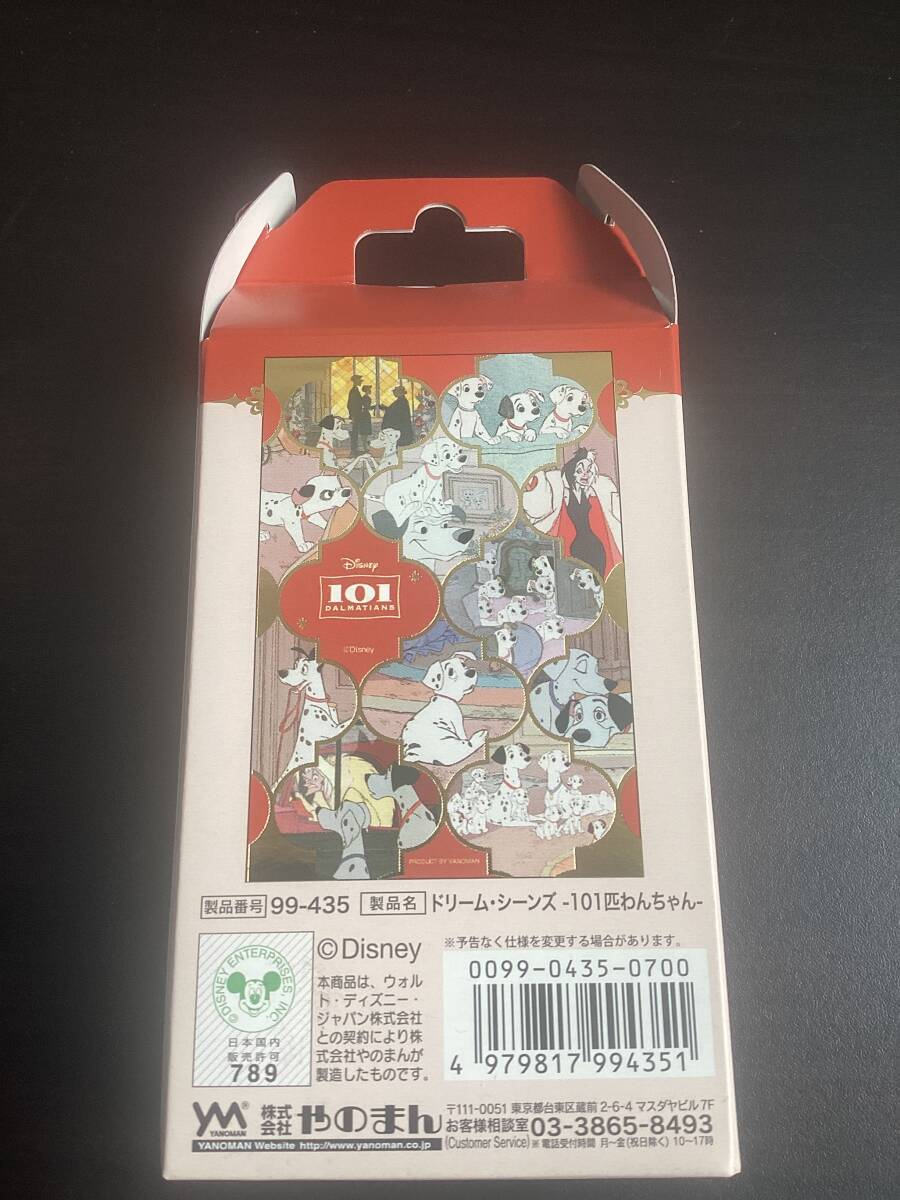 Disney
101
DALMATIANS
©Disney
PRODUCT BY YANOMAN
製品番号 99-435 製品名 ドリーム・シーンズ -101匹わんちゃん-
©DISNEY ENTERPRISES, INC.
日本国内
販売許可
789
©Disney
本商品は、ウォル
ト・ディズニー・
ジャパン株式会社
との契約により株
式会社やのまんが
製造したものです。
※予告なく仕様を変更する場合があります。
0099-0435-0700
4 979817 994351
YM
YANOMAN
株式会社 やのまん
YANOMAN Website http://www.yanoman.co.jp
〒111-0051 東京都台東区蔵前 2-6-4 マスダヤビル 7F
お客様相談室 03-3865-8493
(Customer Service) ※電話受付時間 月〜金(祝日除く) 10〜17時